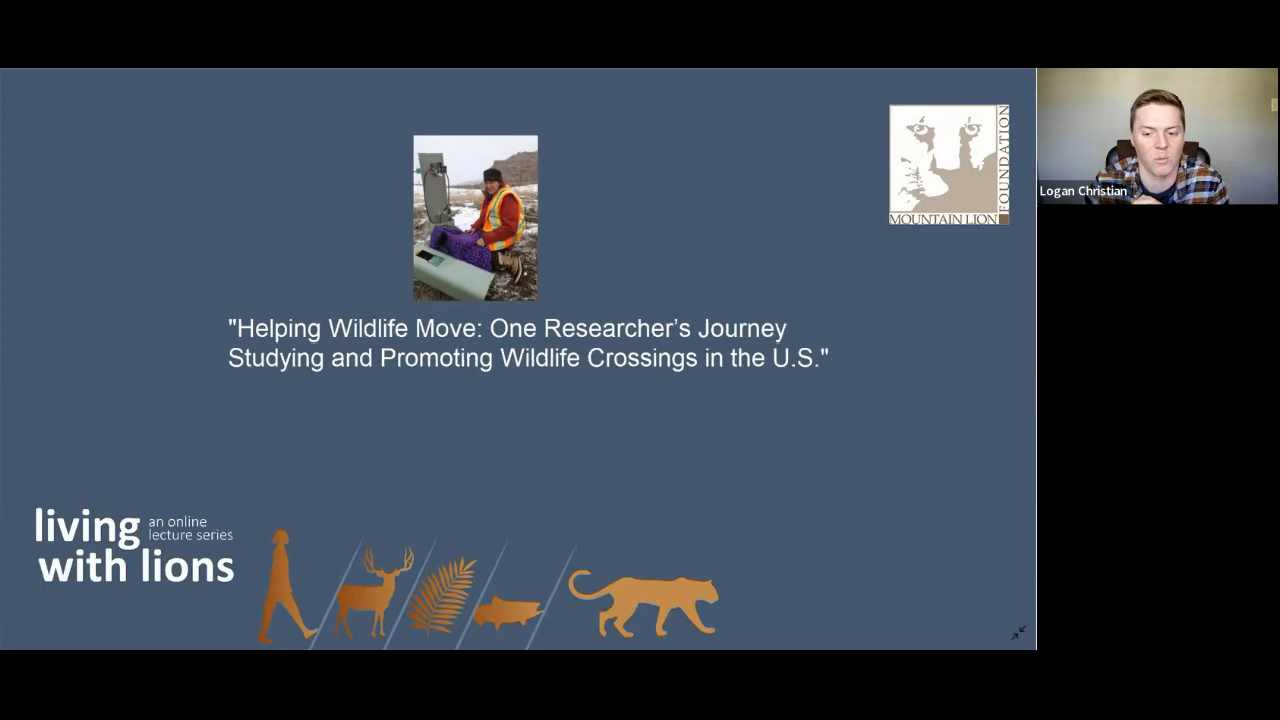 "Helping Wildlife Move: One Researcher’s Journey
Studying and Promoting Wildlife Crossings in the U.S."
MOUNTAIN LION
FOUNDATION
Logan Christian
living
an online
lecture series
with lions